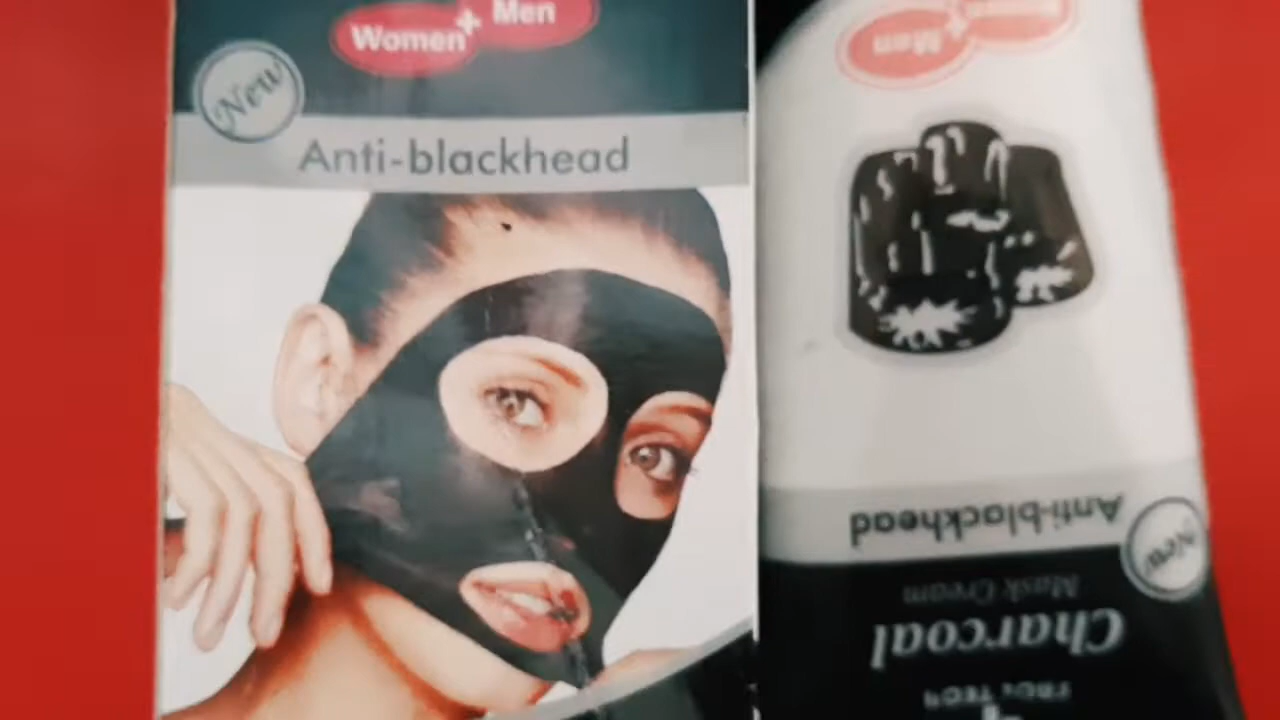 Women + Men
New
Anti-blackhead
Men
Anti-blackhead
New
Mask Cream
Charcoal